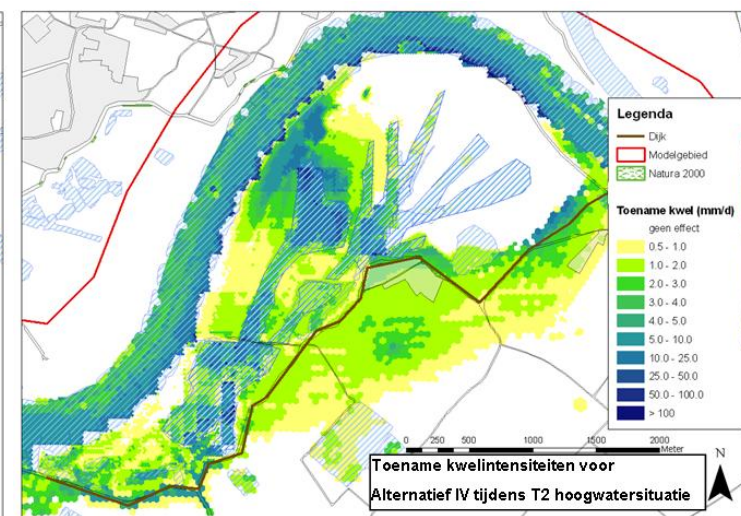 Legenda
Dijk
Modelgebied
Natura 2000
Toename kwel (mm/d)
geen effect
0.5 - 1.0
1.0 - 2.0
2.0 - 3.0
3.0 - 4.0
4.0 - 5.0
5.0 - 10.0
10.0 - 25.0
25.0 - 50.0
50.0 - 100.0
> 100
0 250 500 1000 1500 2000
Meter
N
Toename kwelintensiteiten voor
Alternatief IV tijdens T2 hoogwatersituatie